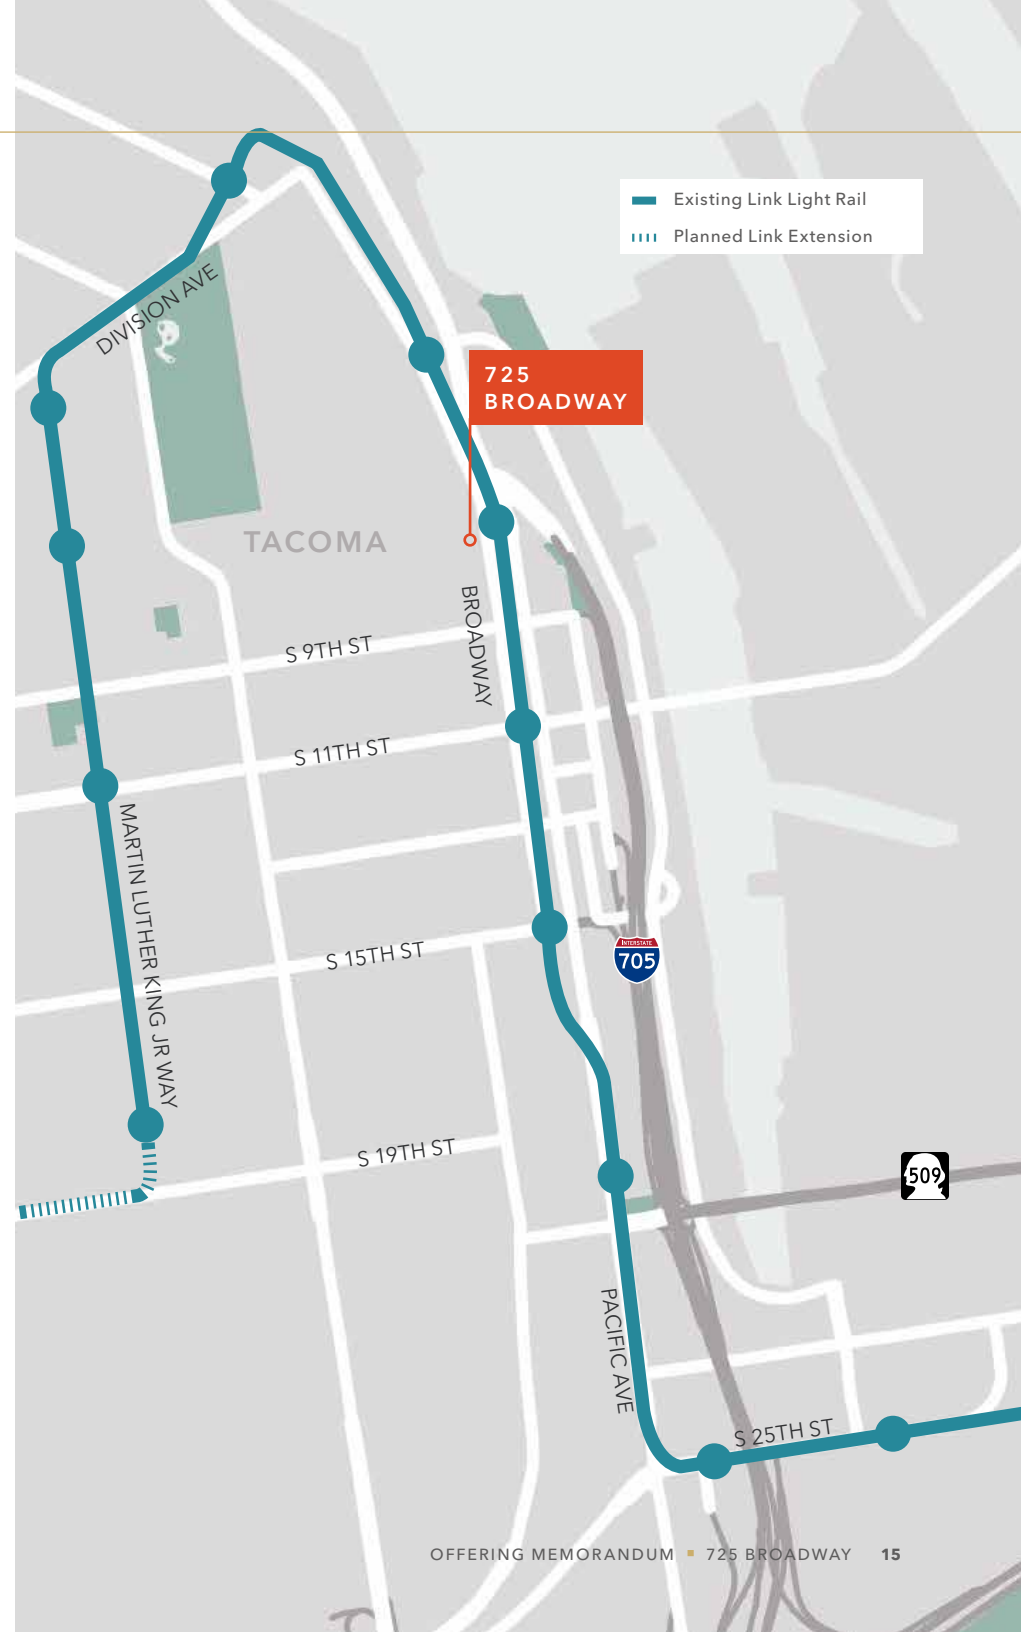 Existing Link Light Rail
Planned Link Extension
DIVISION AVE
725
BROADWAY
TACOMA
BROADWAY
S 9TH ST
S 11TH ST
MARTIN LUTHER KING JR WAY
S 15TH ST
INTERSTATE
705
S 19TH ST
509
PACIFIC AVE
S 25TH ST
OFFERING MEMORANDUM ▪ 725 BROADWAY 15